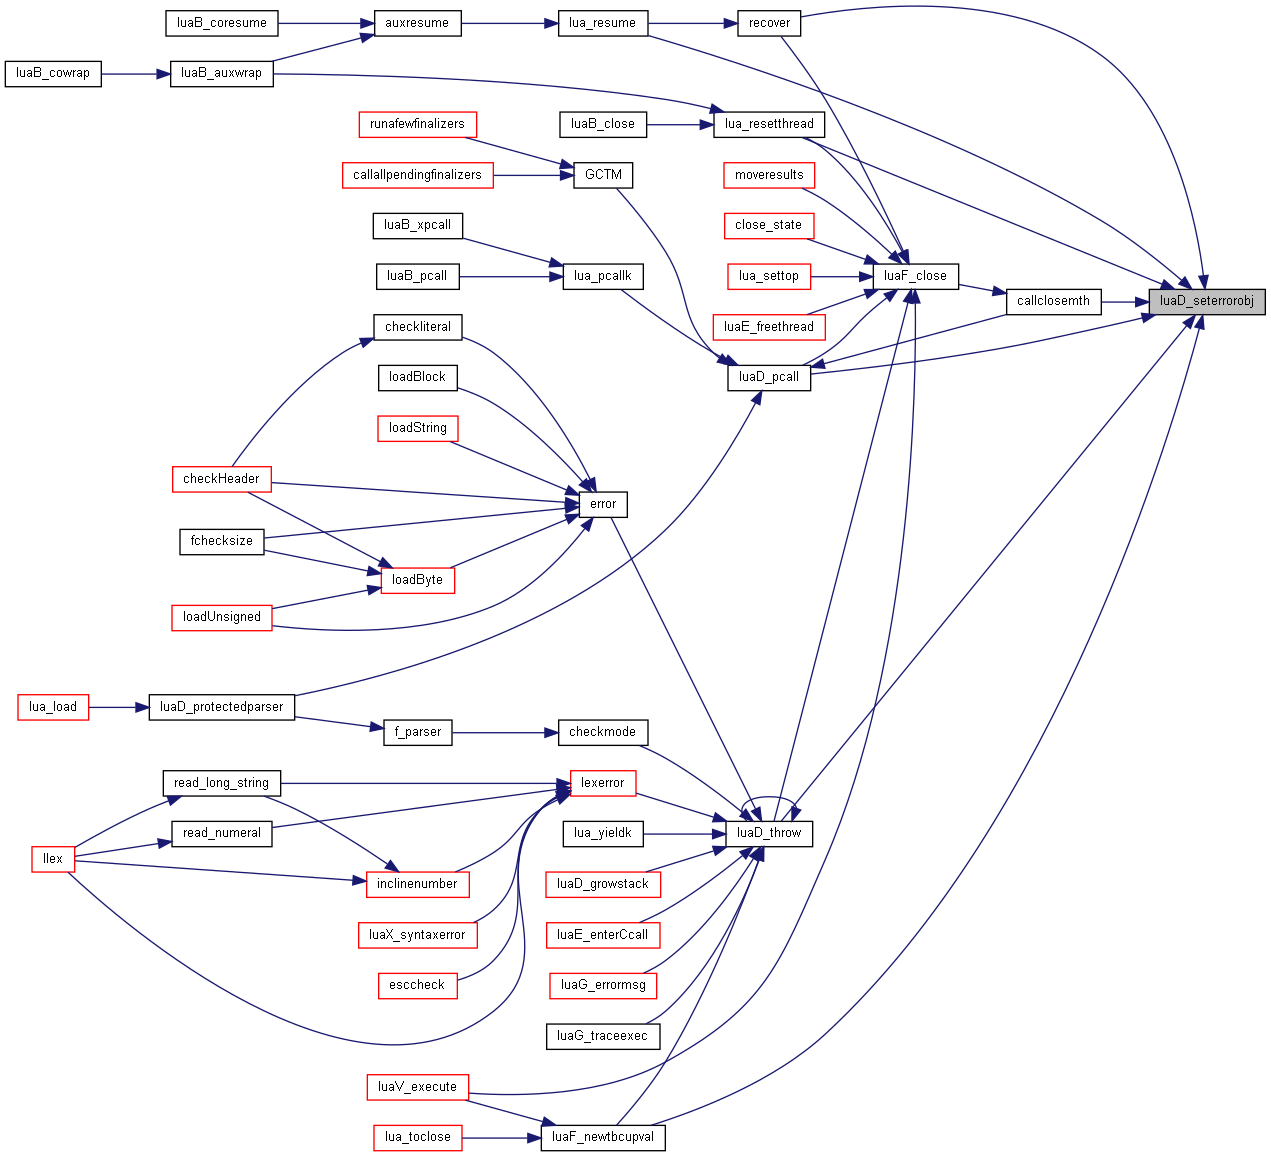 luaB_coresume
auxresume
lua_resume
recover
luaB_cowrap
luaB_auxwrap
runafewfinalizers
luaB_close
lua_resetthread
callallpendingfinalizers
GCTM
moveresults
luaB_xpcall
close_state
luaB_pcall
lua_pcallk
lua_settop
luaF_close
callclosemth
luaD_seterrorobj
checkliteral
luaE_freethread
loadBlock
luaD_pcall
loadString
checkHeader
error
fchecksize
loadByte
loadUnsigned
lua_load
luaD_protectedparser
f_parser
checkmode
read_long_string
lexerror
read_numeral
lua_yieldk
luaD_throw
llex
inclinenumber
luaD_growstack
luaX_syntaxerror
luaE_enterCcall
esccheck
luaG_errormsg
luaG_traceexec
luaV_execute
lua_toclose
luaF_newtbcupval